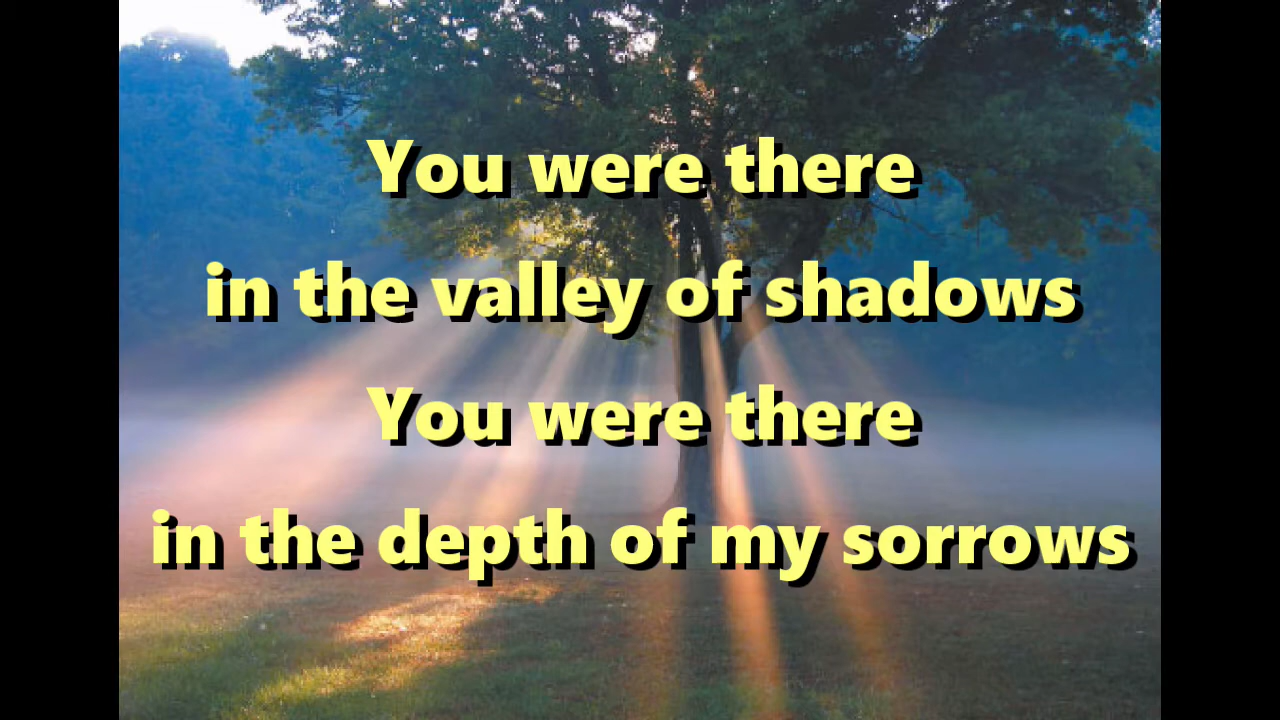 You were there
in the valley of shadows
You were there
in the depth of my sorrows